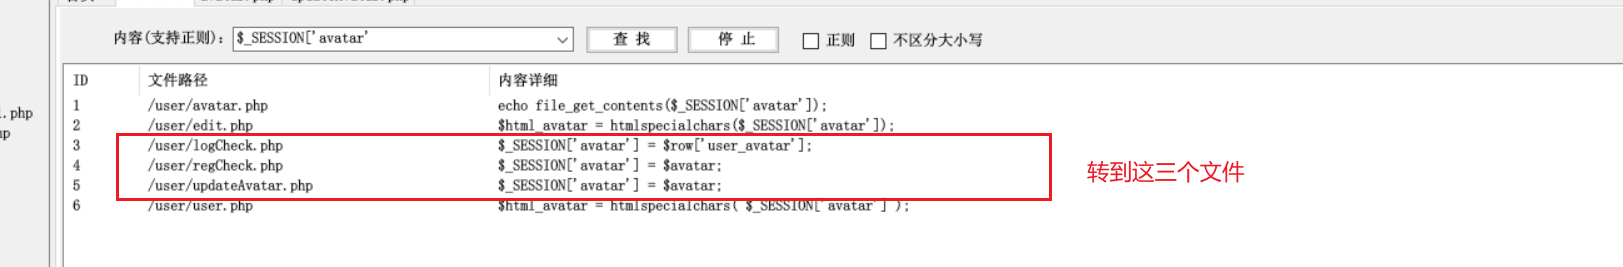 内容(支持正则): $_SESSION['avatar' 查 找 停 止 正则 不区分大小写
ID 文件路径 内容详细
1 /user/avatar.php echo file_get_contents($_SESSION['avatar']);
2 /user/edit.php $html_avatar = htmlspecialchars($_SESSION['avatar']);
3 /user/logCheck.php $_SESSION['avatar'] = $row['user_avatar'];
4 /user/regCheck.php $_SESSION['avatar'] = $avatar;
5 /user/updateAvatar.php $_SESSION['avatar'] = $avatar;
6 /user/user.php $html_avatar = htmlspecialchars( $_SESSION['avatar'] );
转到这三个文件
.php